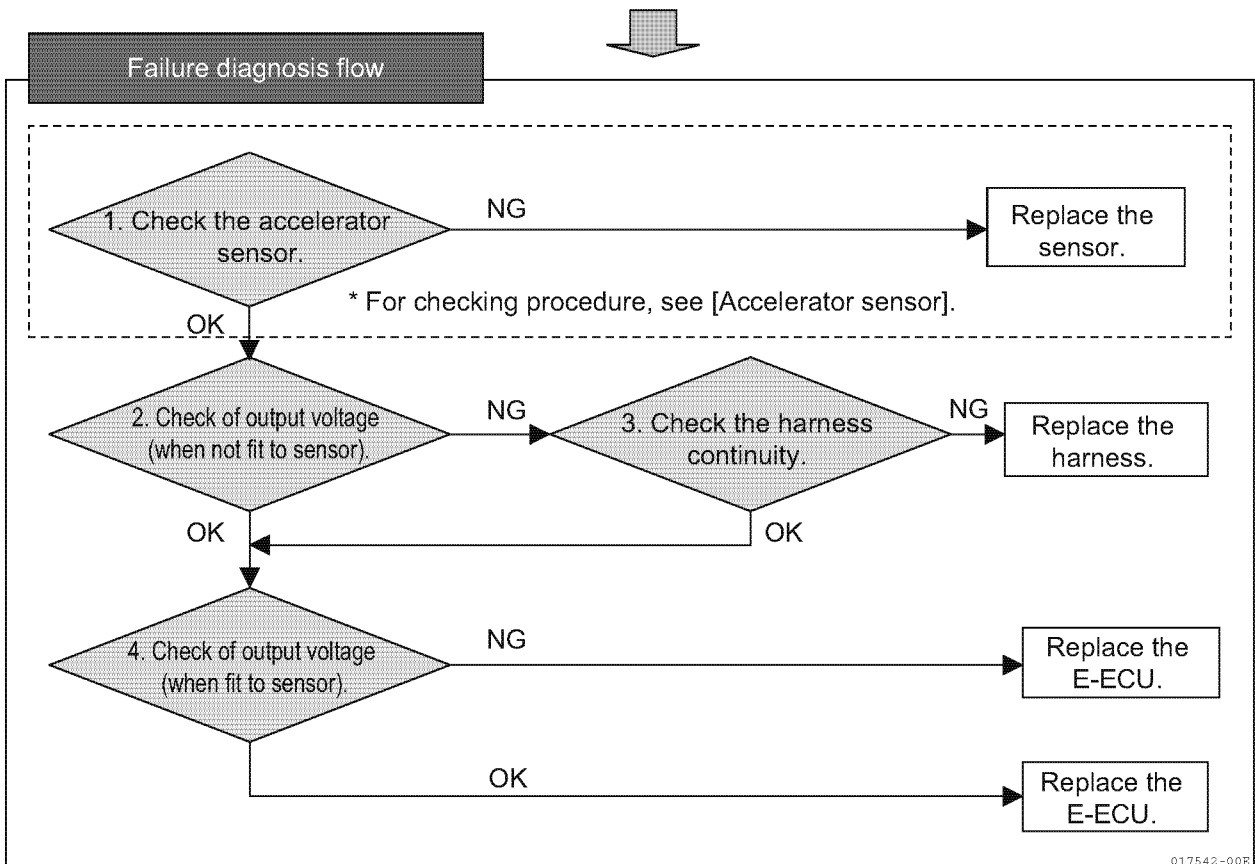 Failure diagnosis flow
1. Check the accelerator
sensor.
NG
Replace the
sensor.
* For checking procedure, see [Accelerator sensor].
OK
2. Check of output voltage
(when not fit to sensor).
NG
3. Check the harness
continuity.
NG
Replace the
harness.
OK
OK
4. Check of output voltage
(when fit to sensor).
NG
Replace the
E-ECU.
OK
Replace the
E-ECU.
017542-00E